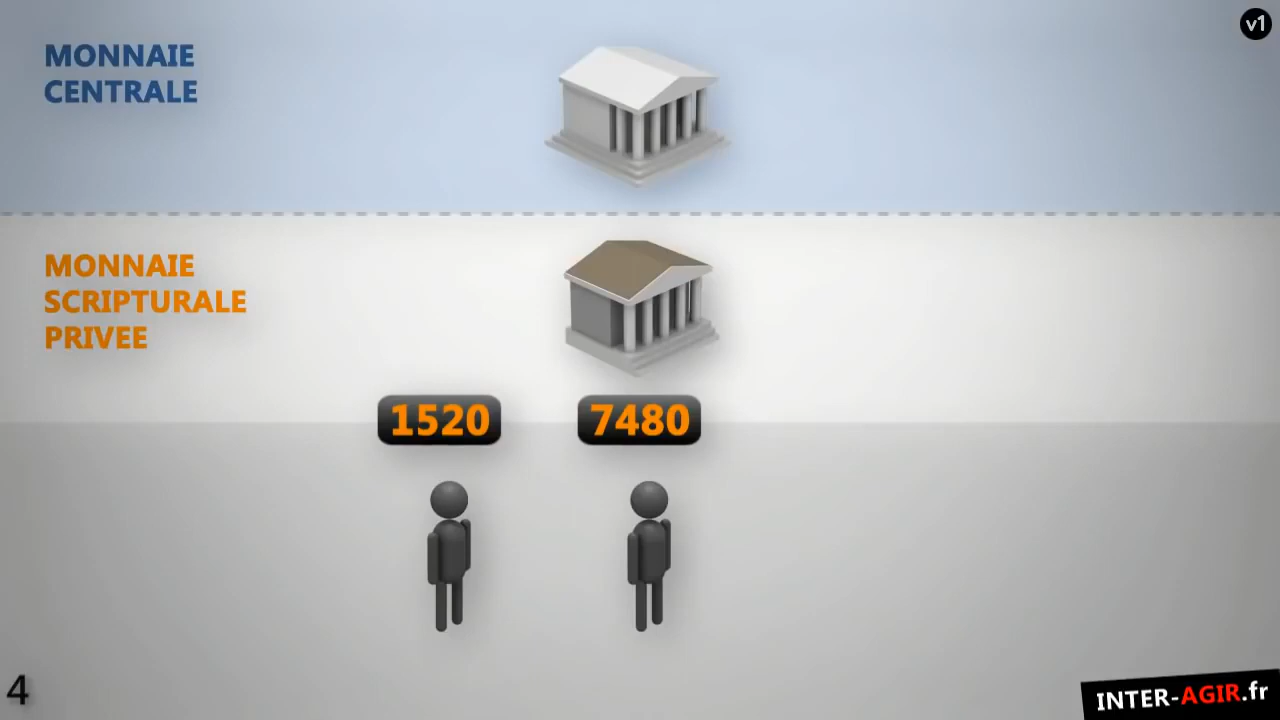 v1
MONNAIE
CENTRALE
MONNAIE
SCRIPTURALE
PRIVEE
1520 7480
4
INTER-AGIR.fr